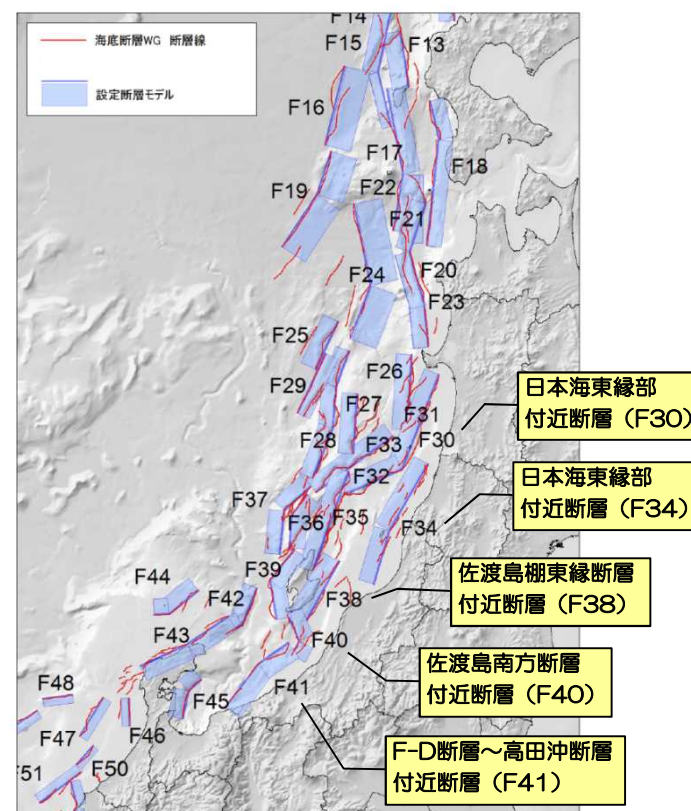 F14
海底断層WG 断層線
F15
F13
設定断層モデル
F16
F17
F18
F19
F22
F21
F24
F20
F23
F25
F26
F29
F27
F31
日本海東縁部
付近断層（F30）
F28
F33
F30
F32
日本海東縁部
付近断層（F34）
F37
F36
F35
F34
F39
佐渡島棚東縁断層
付近断層（F38）
F44
F42
F38
F43
F40
佐渡島南方断層
付近断層（F40）
F48
F45
F41
F47
F46
F-D断層～高田沖断層
付近断層（F41）
F50
F51